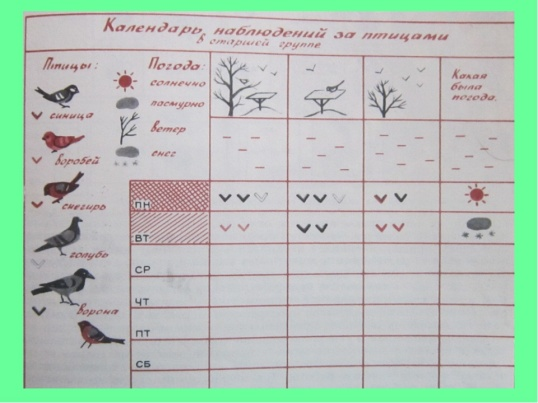 Календарь наблюдений за птицами
в старшей группе
Птицы:
синица
воробей
снегирь
голубь
ворона
Погода:
солнечно
пасмурно
ветер
снег
Какая
была
погода.
ПН
ВТ
СР
ЧТ
ПТ
СБ